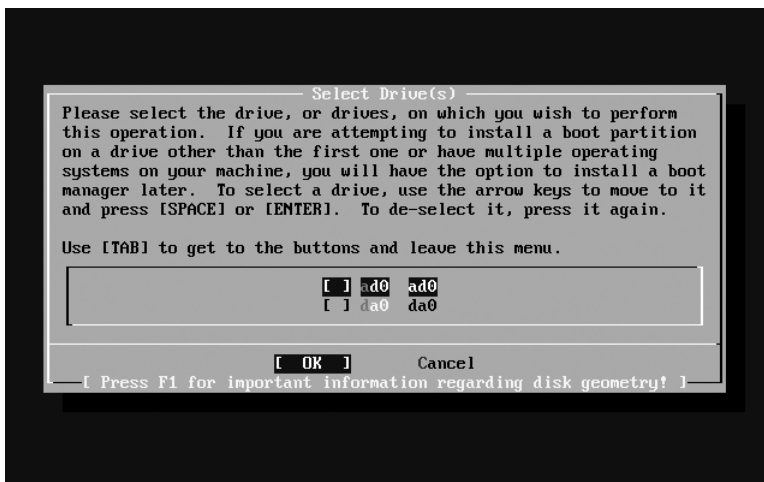 Select Drive(s)
Please select the drive, or drives, on which you wish to perform
this operation.  If you are attempting to install a boot partition
on a drive other than the first one or have multiple operating
systems on your machine, you will have the option to install a boot
manager later.  To select a drive, use the arrow keys to move to it
and press [SPACE] or [ENTER].  To de-select it, press it again.
Use [TAB] to get to the buttons and leave this menu.
[ ] ad0  ad0
[ ] da0  da0
[ OK ]  Cancel
[ Press F1 for important information regarding disk geometry! ]